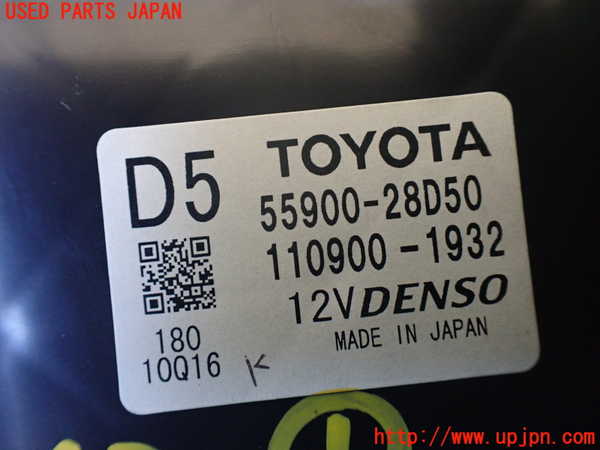 USED PARTS JAPAN
D5
TOYOTA
55900-28D50
110900-1932
12V DENSO
MADE IN JAPAN
180
10Q16
K
1
http://www.upjpn.com/